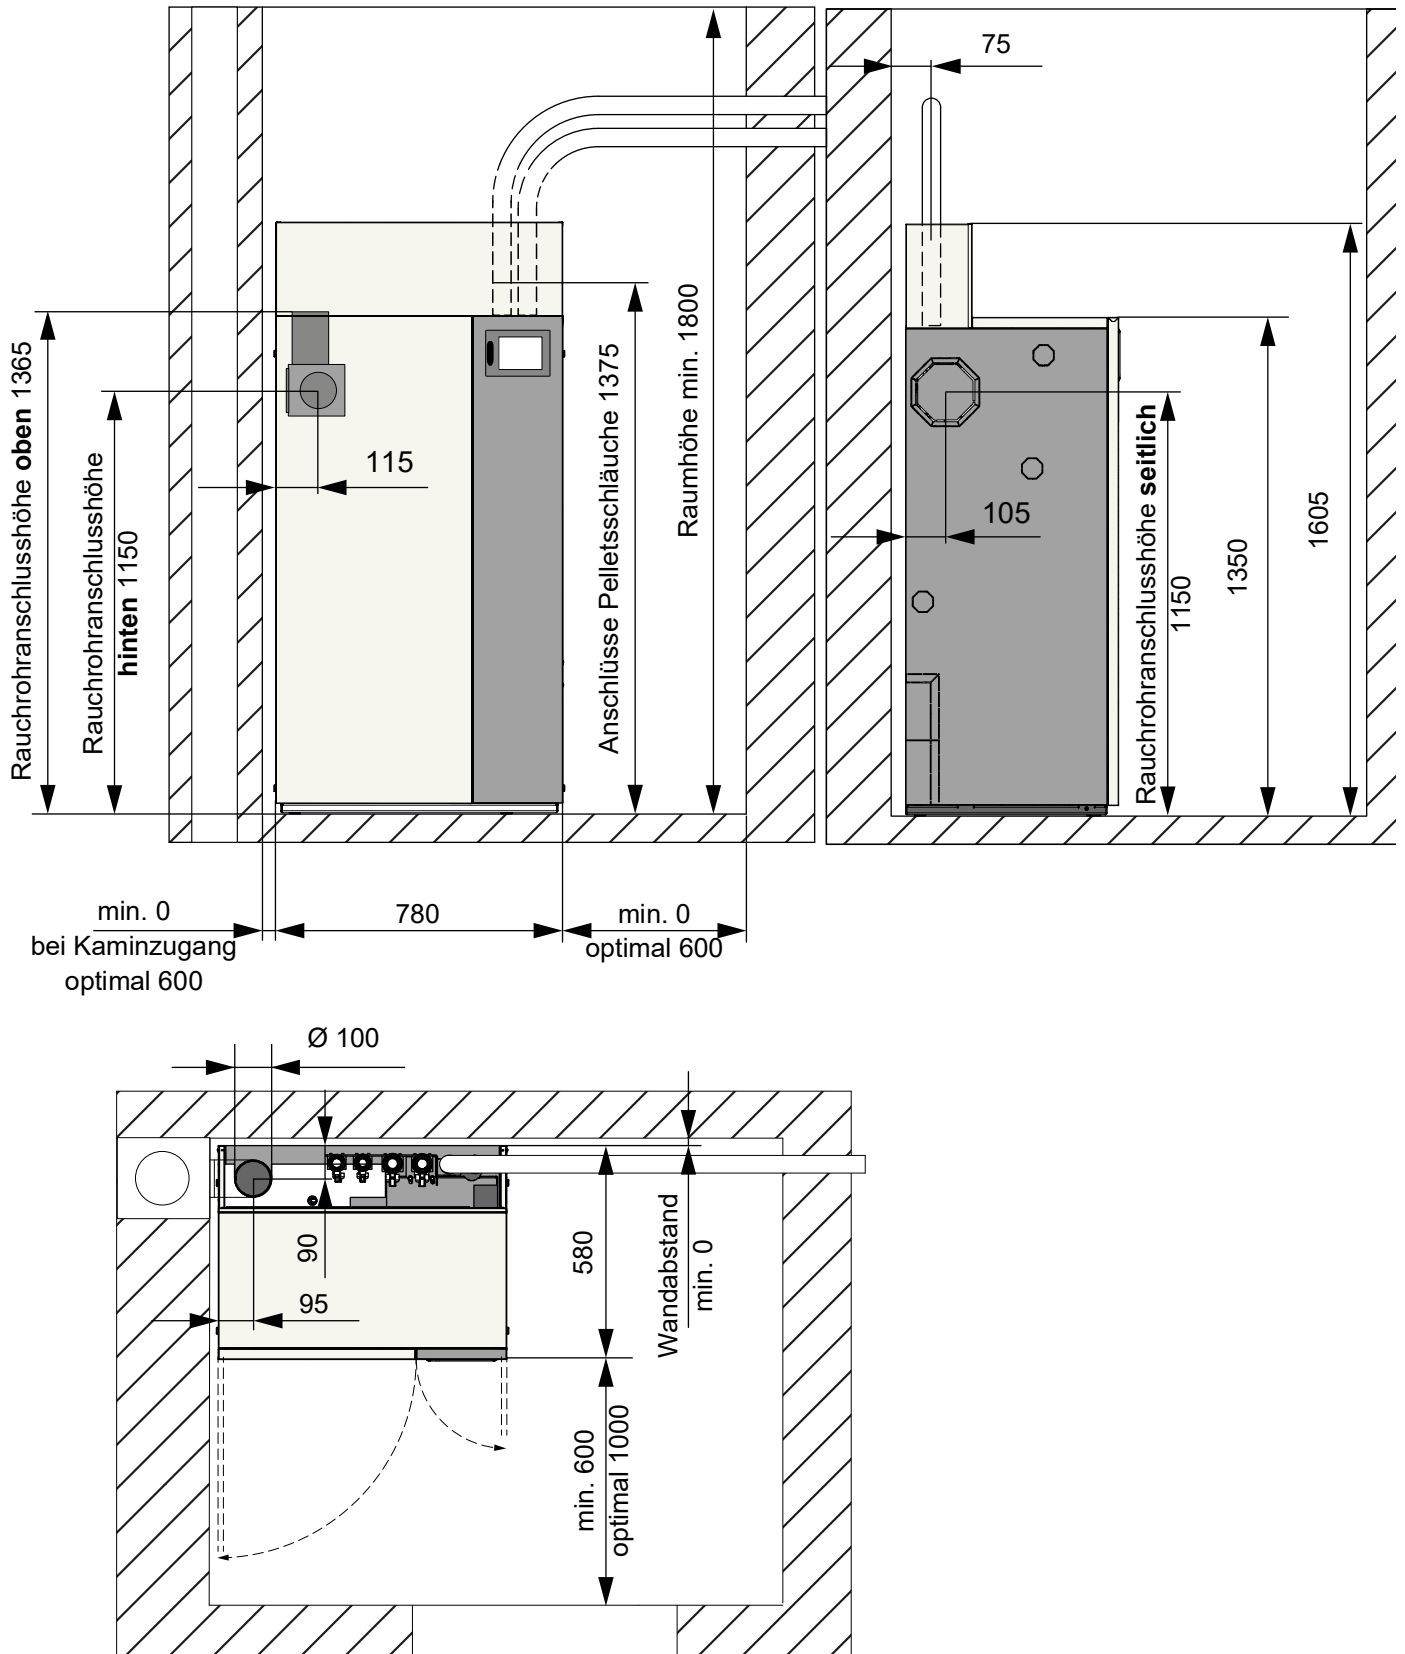 75
Rauchrohranschlusshöhe oben 1365
Rauchrohranschlusshöhe
hinten 1150
115
Anschlüsse Pelletsschläuche 1375
Raumhöhe min. 1800
105
Rauchrohranschlusshöhe seitlich
1150
1350
1605
min. 0
bei Kaminzugang
optimal 600
780
min. 0
optimal 600
Ø 100
90
95
580
Wandabstand
min. 0
min. 600
optimal 1000